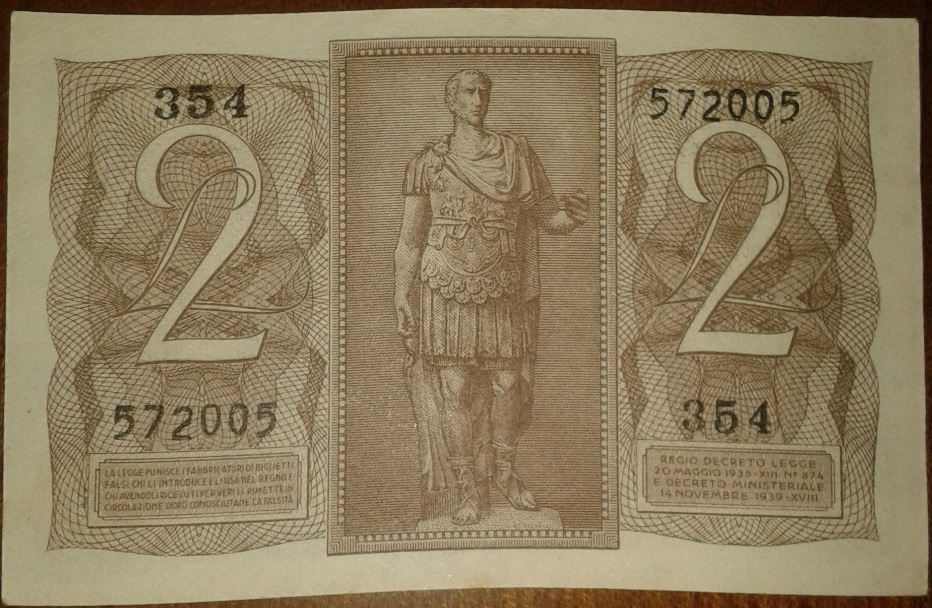 354
2
572005
LA LEGGE PUNISCE I FABBRICATORI DI BIGLIETTI
FALSI CHI LI INTRODUCE E LI USA NEL REGNO E
CHI AVENDOLI RICEVUTI PER VERI LI RIMETTE IN
CIRCOLAZIONE DOPO CONOSCIUTANE LA FALSITÀ
572005
2
354
REGIO DECRETO LEGGE
20 MAGGIO 1935-XIII Nº 874
E DECRETO MINISTERIALE
14 NOVEMBRE 1939-XVIII